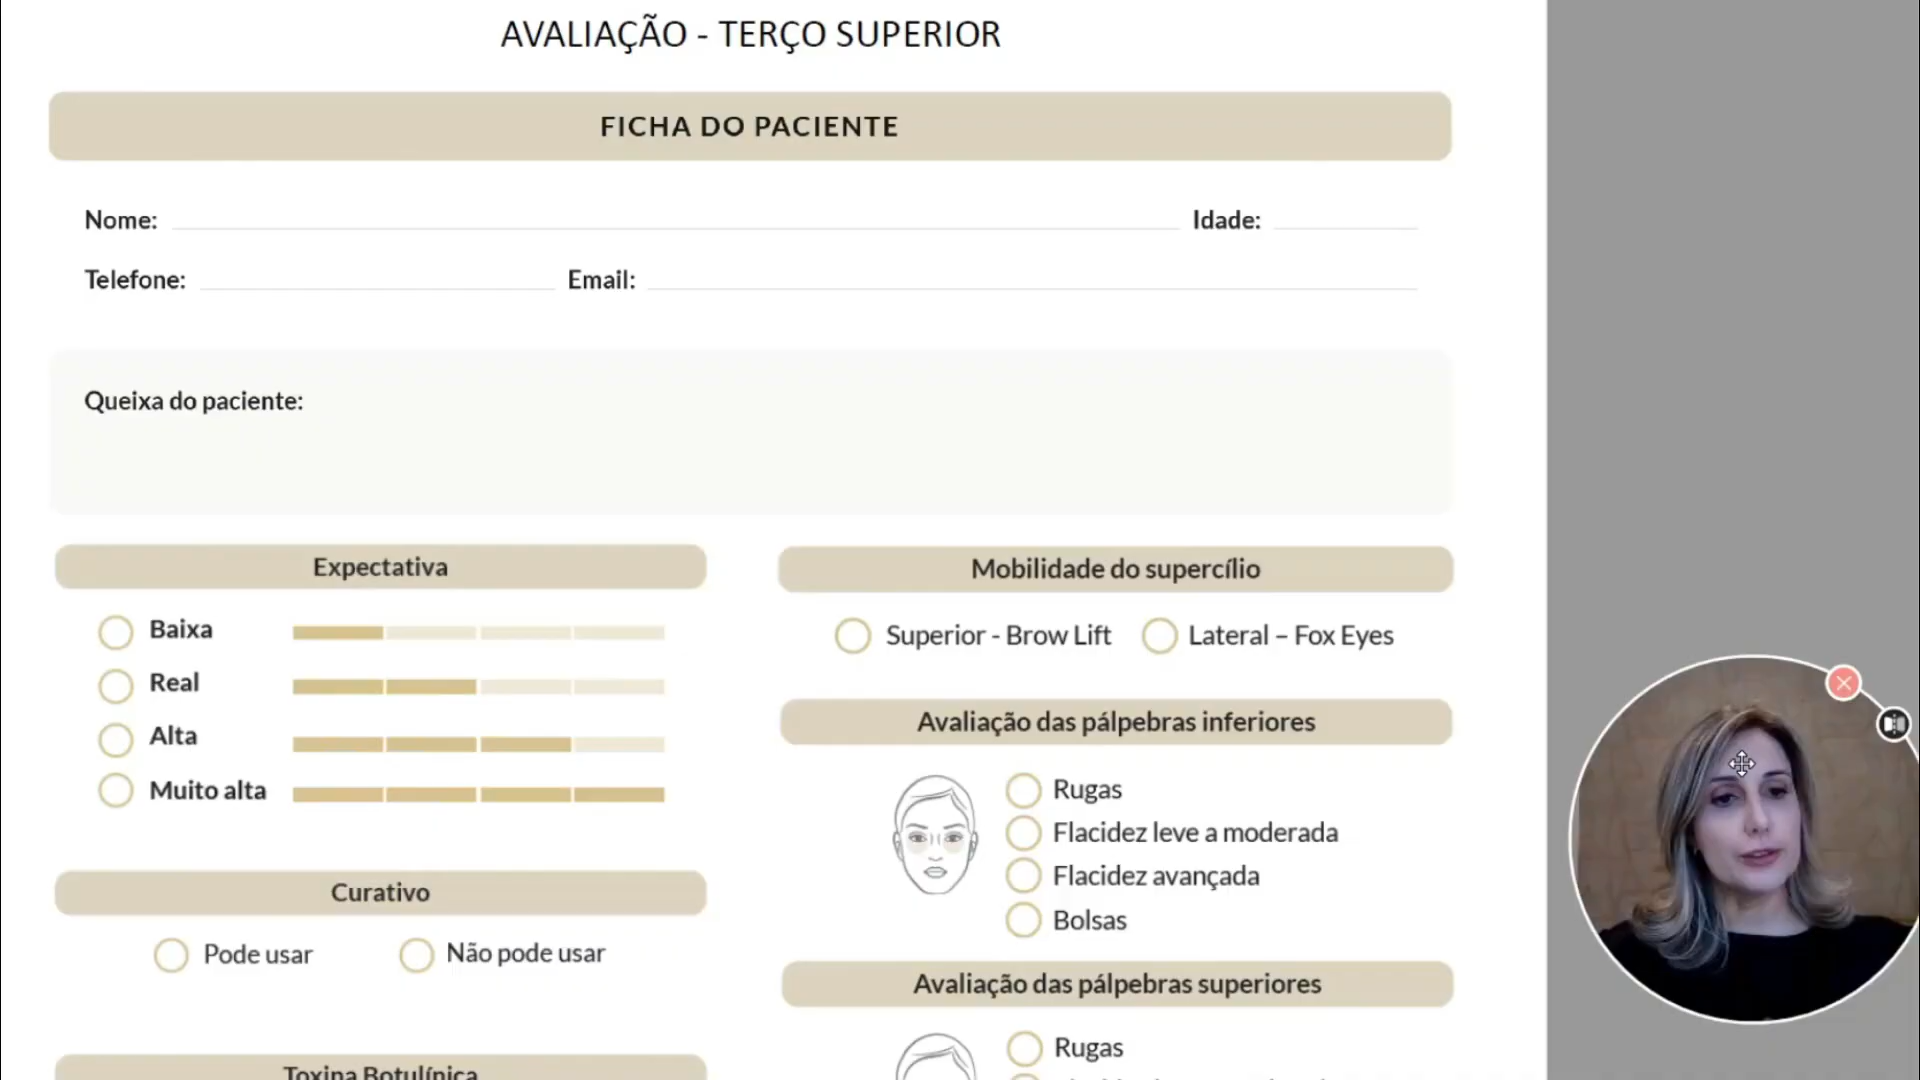 AVALIAÇÃO - TERÇO SUPERIOR
FICHA DO PACIENTE
Nome: Idade:
Telefone: Email:
Queixa do paciente:
Expectativa
Baixa
Real
Alta
Muito alta
Curativo
Pode usar Não pode usar
Toxina Botulínica
Mobilidade do supercílio
Superior - Brow Lift Lateral – Fox Eyes
Avaliação das pálpebras inferiores
Rugas
Flacidez leve a moderada
Flacidez avançada
Bolsas
Avaliação das pálpebras superiores
Rugas